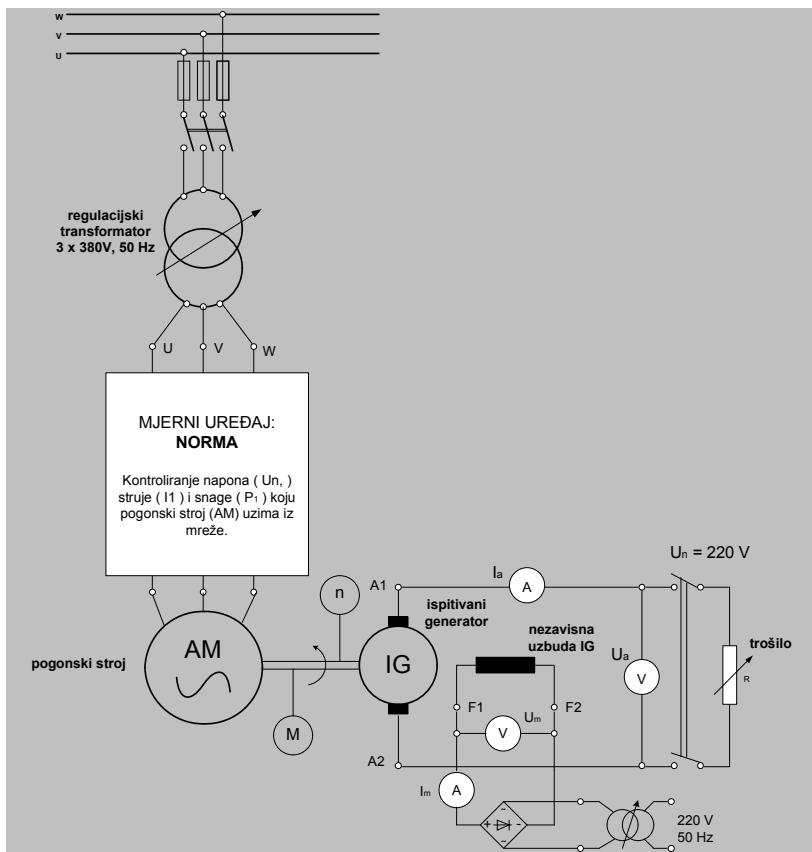 W
V
U
regulacijski
transformator
3 x 380V, 50 Hz
U
V
W
MJERNI UREĐAJ:
NORMA
Kontroliranje napona ( Un, )
struje ( I1 ) i snage ( P1 ) koju
pogonski stroj (AM) uzima iz
mreže.
Un = 220 V
n
A1
Ia
A
ispitivani
generator
nezavisna
uzbuda IG
AM
pogonski stroj
IG
Ua
V
trošilo
R
F1
F2
Um
V
M
A2
Im
A
~
+ -
~
220 V
50 Hz